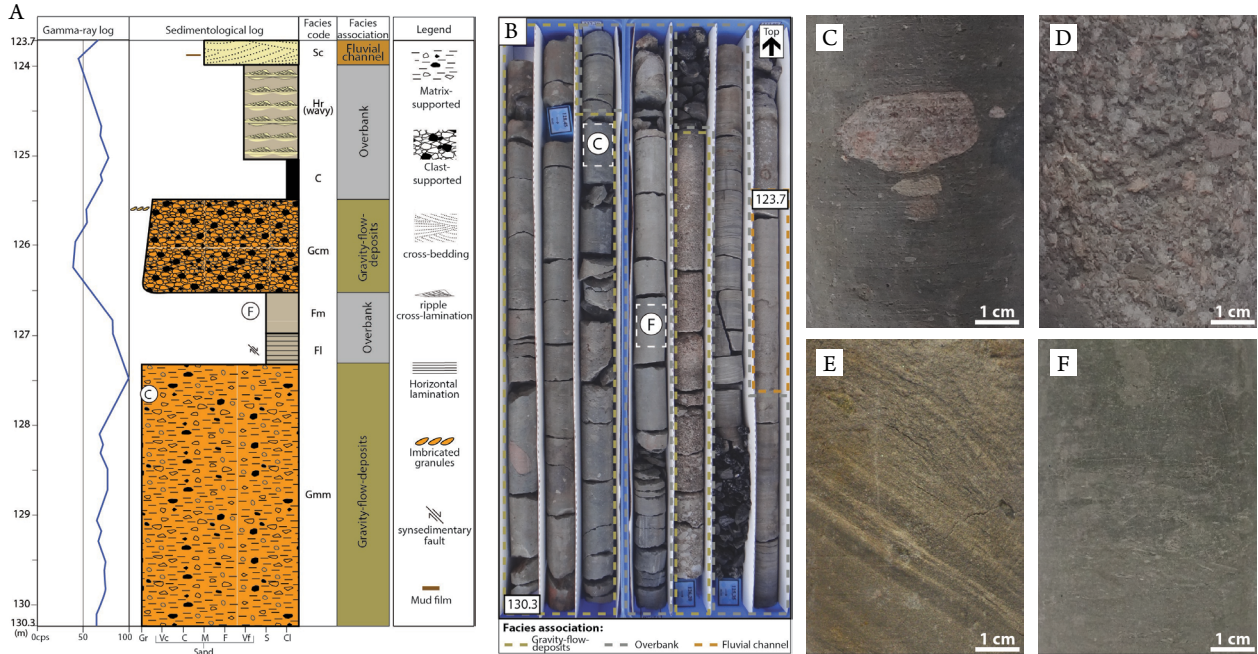 A
Gamma-ray log
Sedimentological log
Facies
code
Facies
association
Legend
123.7
124
125
126
127
128
129
130
130.3
(m)
0cps
50
100
Gr
Vc
C
M
F
Vf
S
Cl
Sand
C
F
Sc
Hr
(wavy)
C
Gcm
Fm
Fl
Gmm
Fluvial
channel
Overbank
Gravity-flow-
deposits
Overbank
Gravity-flow-deposits
Matrix-
supported
Clast-
supported
cross-bedding
ripple
cross-lamination
Horizontal
lamination
Imbricated
granules
synsedimentary
fault
Mud film
B
Top
C
F
123.7
130.3
Facies association:
Gravity-flow-
deposits
Overbank
Fluvial channel
C
1 cm
D
1 cm
E
1 cm
F
1 cm